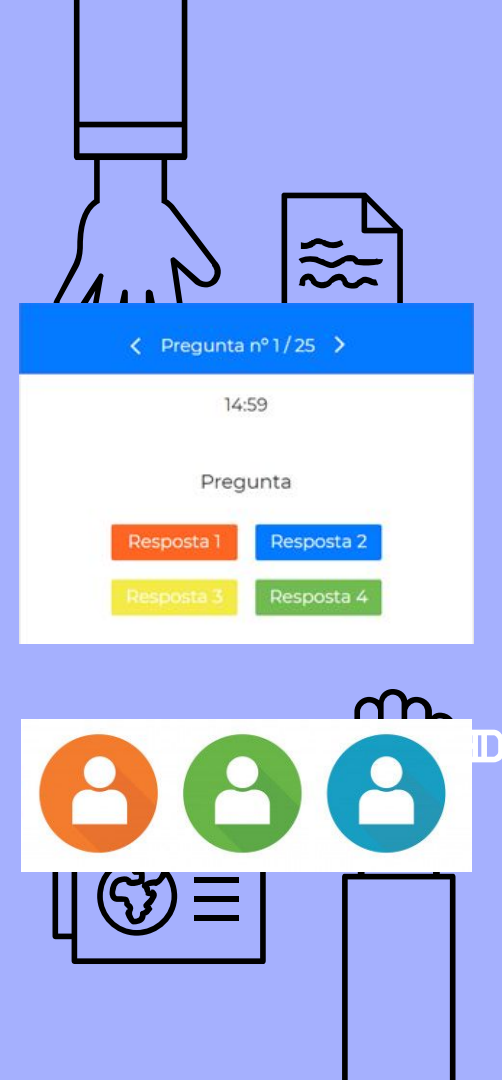 Pregunta nº 1 / 25
14:59
Pregunta
Resposta 1
Resposta 2
Resposta 3
Resposta 4